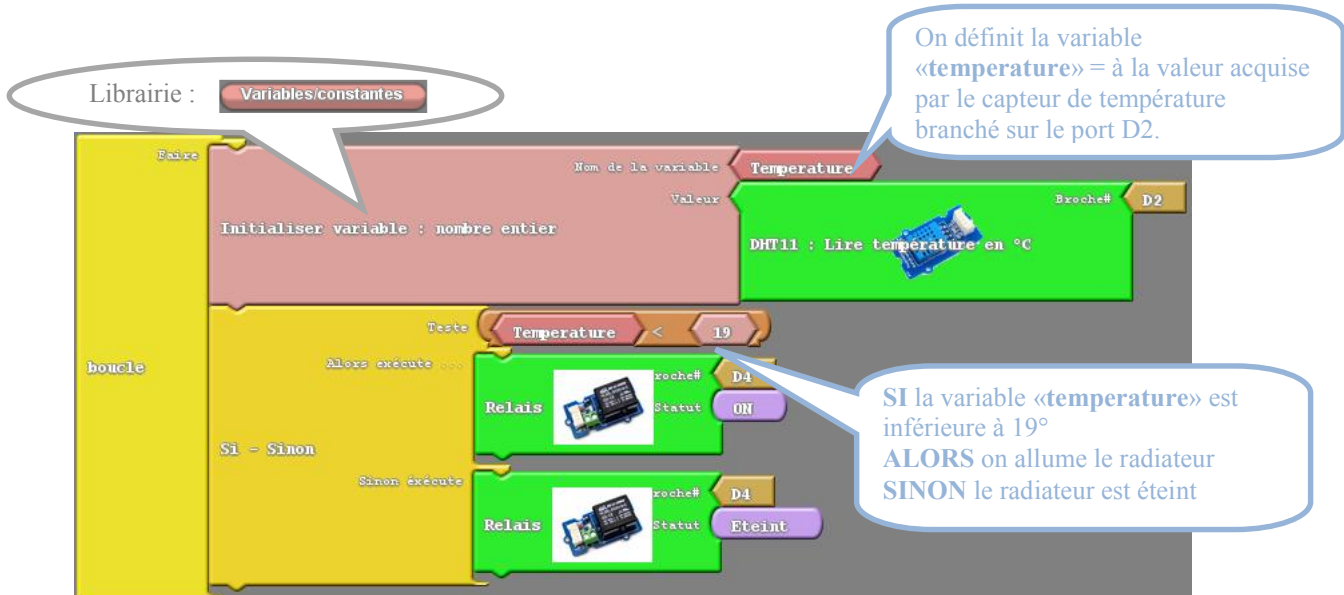 On définit la variable
«temperature» = à la valeur acquise
par le capteur de température
branché sur le port D2.
Librairie : Variables/constantes
Faire
Nom de la variable Temperature
Valeur
Broche# D2
Initialiser variable : nombre entier
DHT11 : Lire température en °C
boucle
Teste Temperature < 19
Alors exécute ...
roche# D4
Relais Statut ON
Si - Sinon
Sinon éxécute
roche# D4
Relais Statut Eteint
SI la variable «temperature» est
inférieure à 19°
ALORS on allume le radiateur
SINON le radiateur est éteint